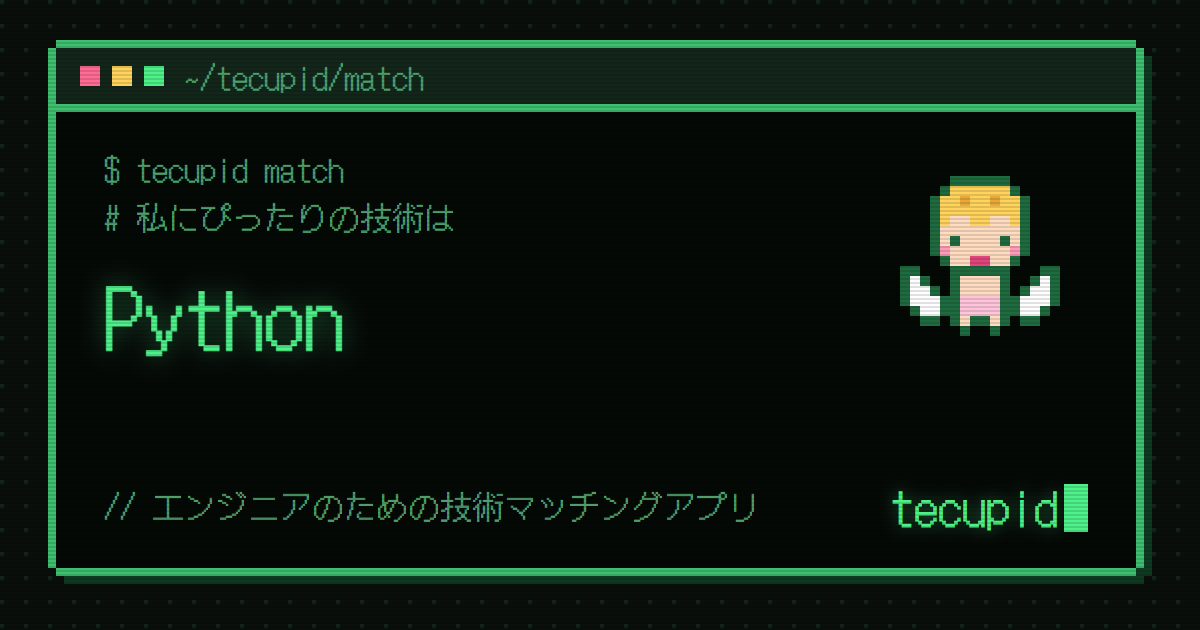 ~/tecupid/match
$ tecupid match
# 私にぴったりの技術は
Python
// エンジニアのための技術マッチングアプリ
tecupid